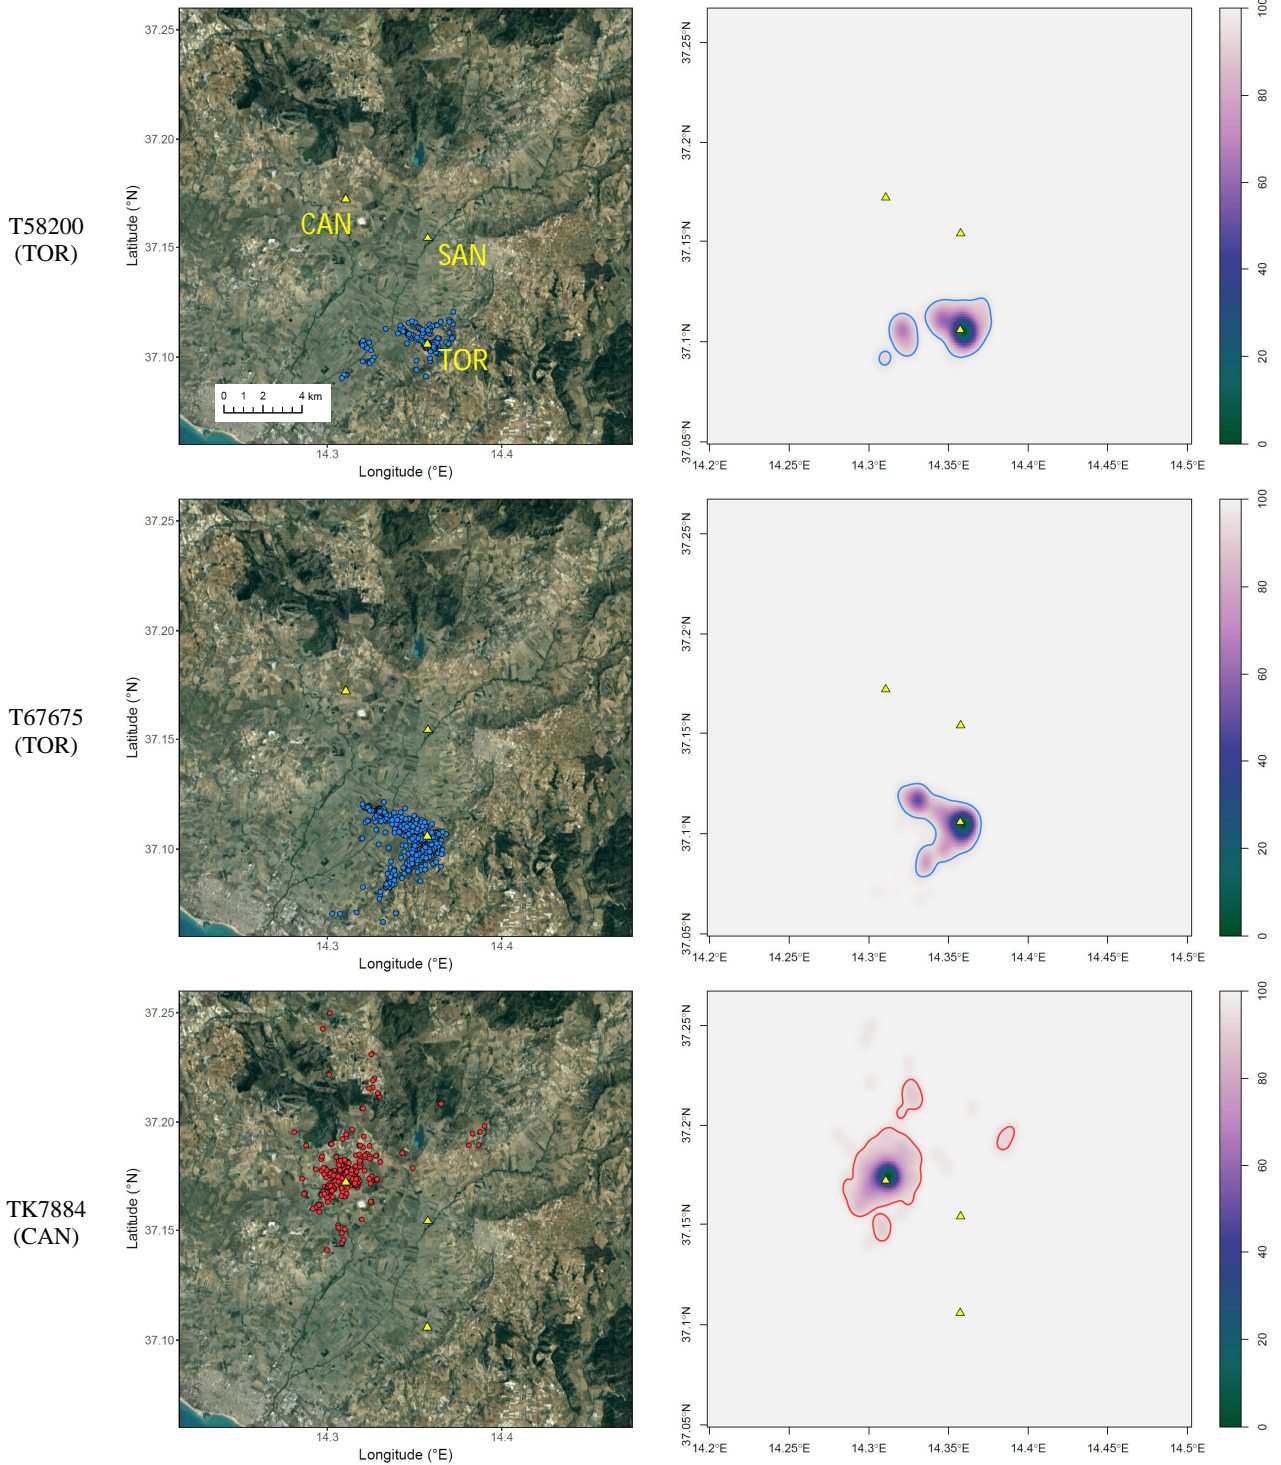 T58200
(TOR)
Latitude (°N)
37.25
37.20
37.15
37.10
CAN
SAN
TOR
0 1 2 4 km
14.3 14.4
Longitude (°E)
37.25°N
37.2°N
37.15°N
37.1°N
37.05°N
14.2°E 14.25°E 14.3°E 14.35°E 14.4°E 14.45°E 14.5°E
100
80
60
40
20
0
T67675
(TOR)
Latitude (°N)
37.25
37.20
37.15
37.10
14.3 14.4
Longitude (°E)
37.25°N
37.2°N
37.15°N
37.1°N
37.05°N
14.2°E 14.25°E 14.3°E 14.35°E 14.4°E 14.45°E 14.5°E
100
80
60
40
20
0
TK7884
(CAN)
Latitude (°N)
37.25
37.20
37.15
37.10
14.3 14.4
Longitude (°E)
37.25°N
37.2°N
37.15°N
37.1°N
37.05°N
14.2°E 14.25°E 14.3°E 14.35°E 14.4°E 14.45°E 14.5°E
100
80
60
40
20
0